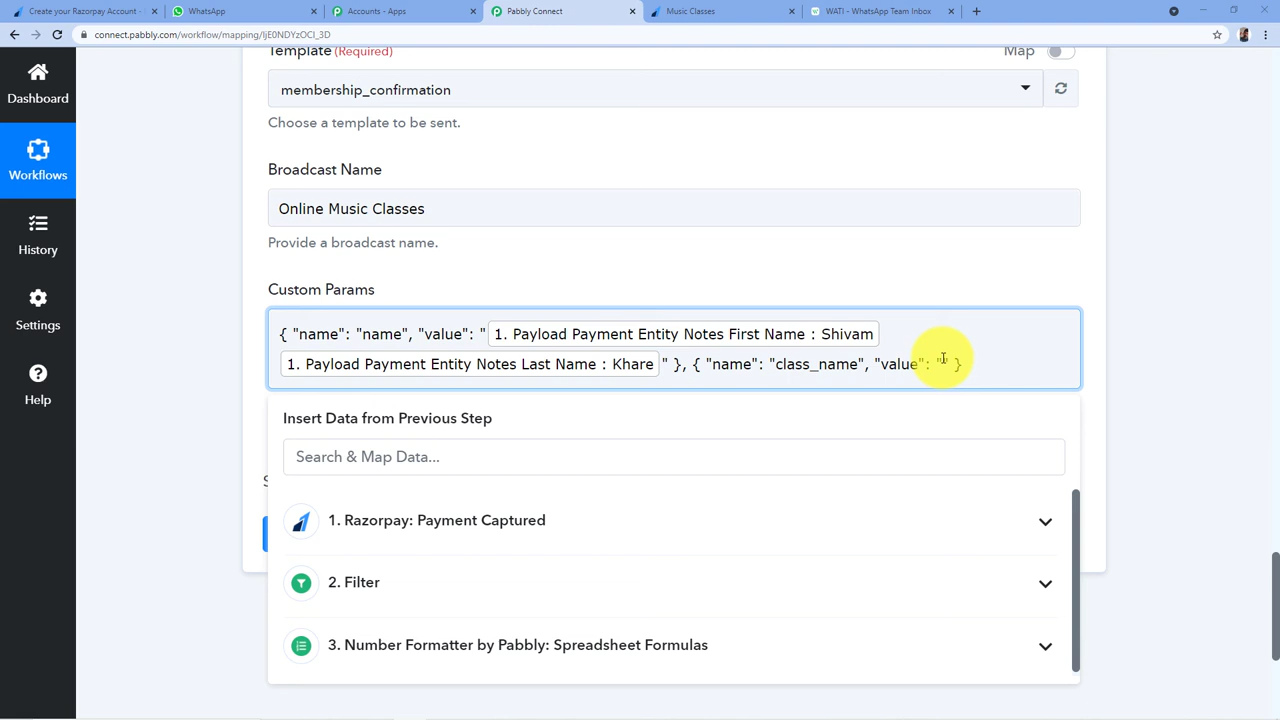 Create your Razorpay Account -
WhatsApp
Accounts - Apps
Pabbly Connect
Music Classes
WATI - WhatsApp Team Inbox
connect.pabbly.com/workflow/mapping/IjE0NDYzOCI_3D
Dashboard
Workflows
History
Settings
Help
Template (Required)
Map
membership_confirmation
Choose a template to be sent.
Broadcast Name
Online Music Classes
Provide a broadcast name.
Custom Params
{ "name": "name", "value": " 1. Payload Payment Entity Notes First Name : Shivam
1. Payload Payment Entity Notes Last Name : Khare " }, { "name": "class_name", "value": "" }
Insert Data from Previous Step
Search & Map Data...
1. Razorpay: Payment Captured
2. Filter
3. Number Formatter by Pabbly: Spreadsheet Formulas